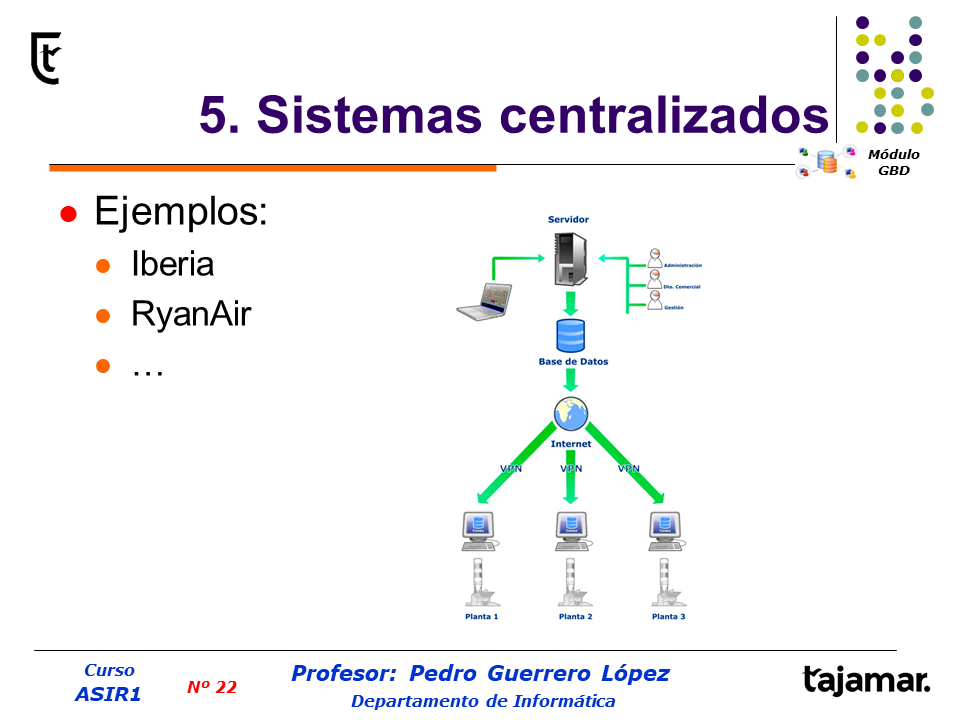 5. Sistemas centralizados
Módulo
GBD
Ejemplos:
Iberia
RyanAir
…
Servidor
Administración
Dto. Comercial
Gestión
Base de Datos
Internet
VPN VPN VPN
Planta 1 Planta 2 Planta 3
Curso
ASIR1
Nº 22
Profesor: Pedro Guerrero López
Departamento de Informática
tajamar.